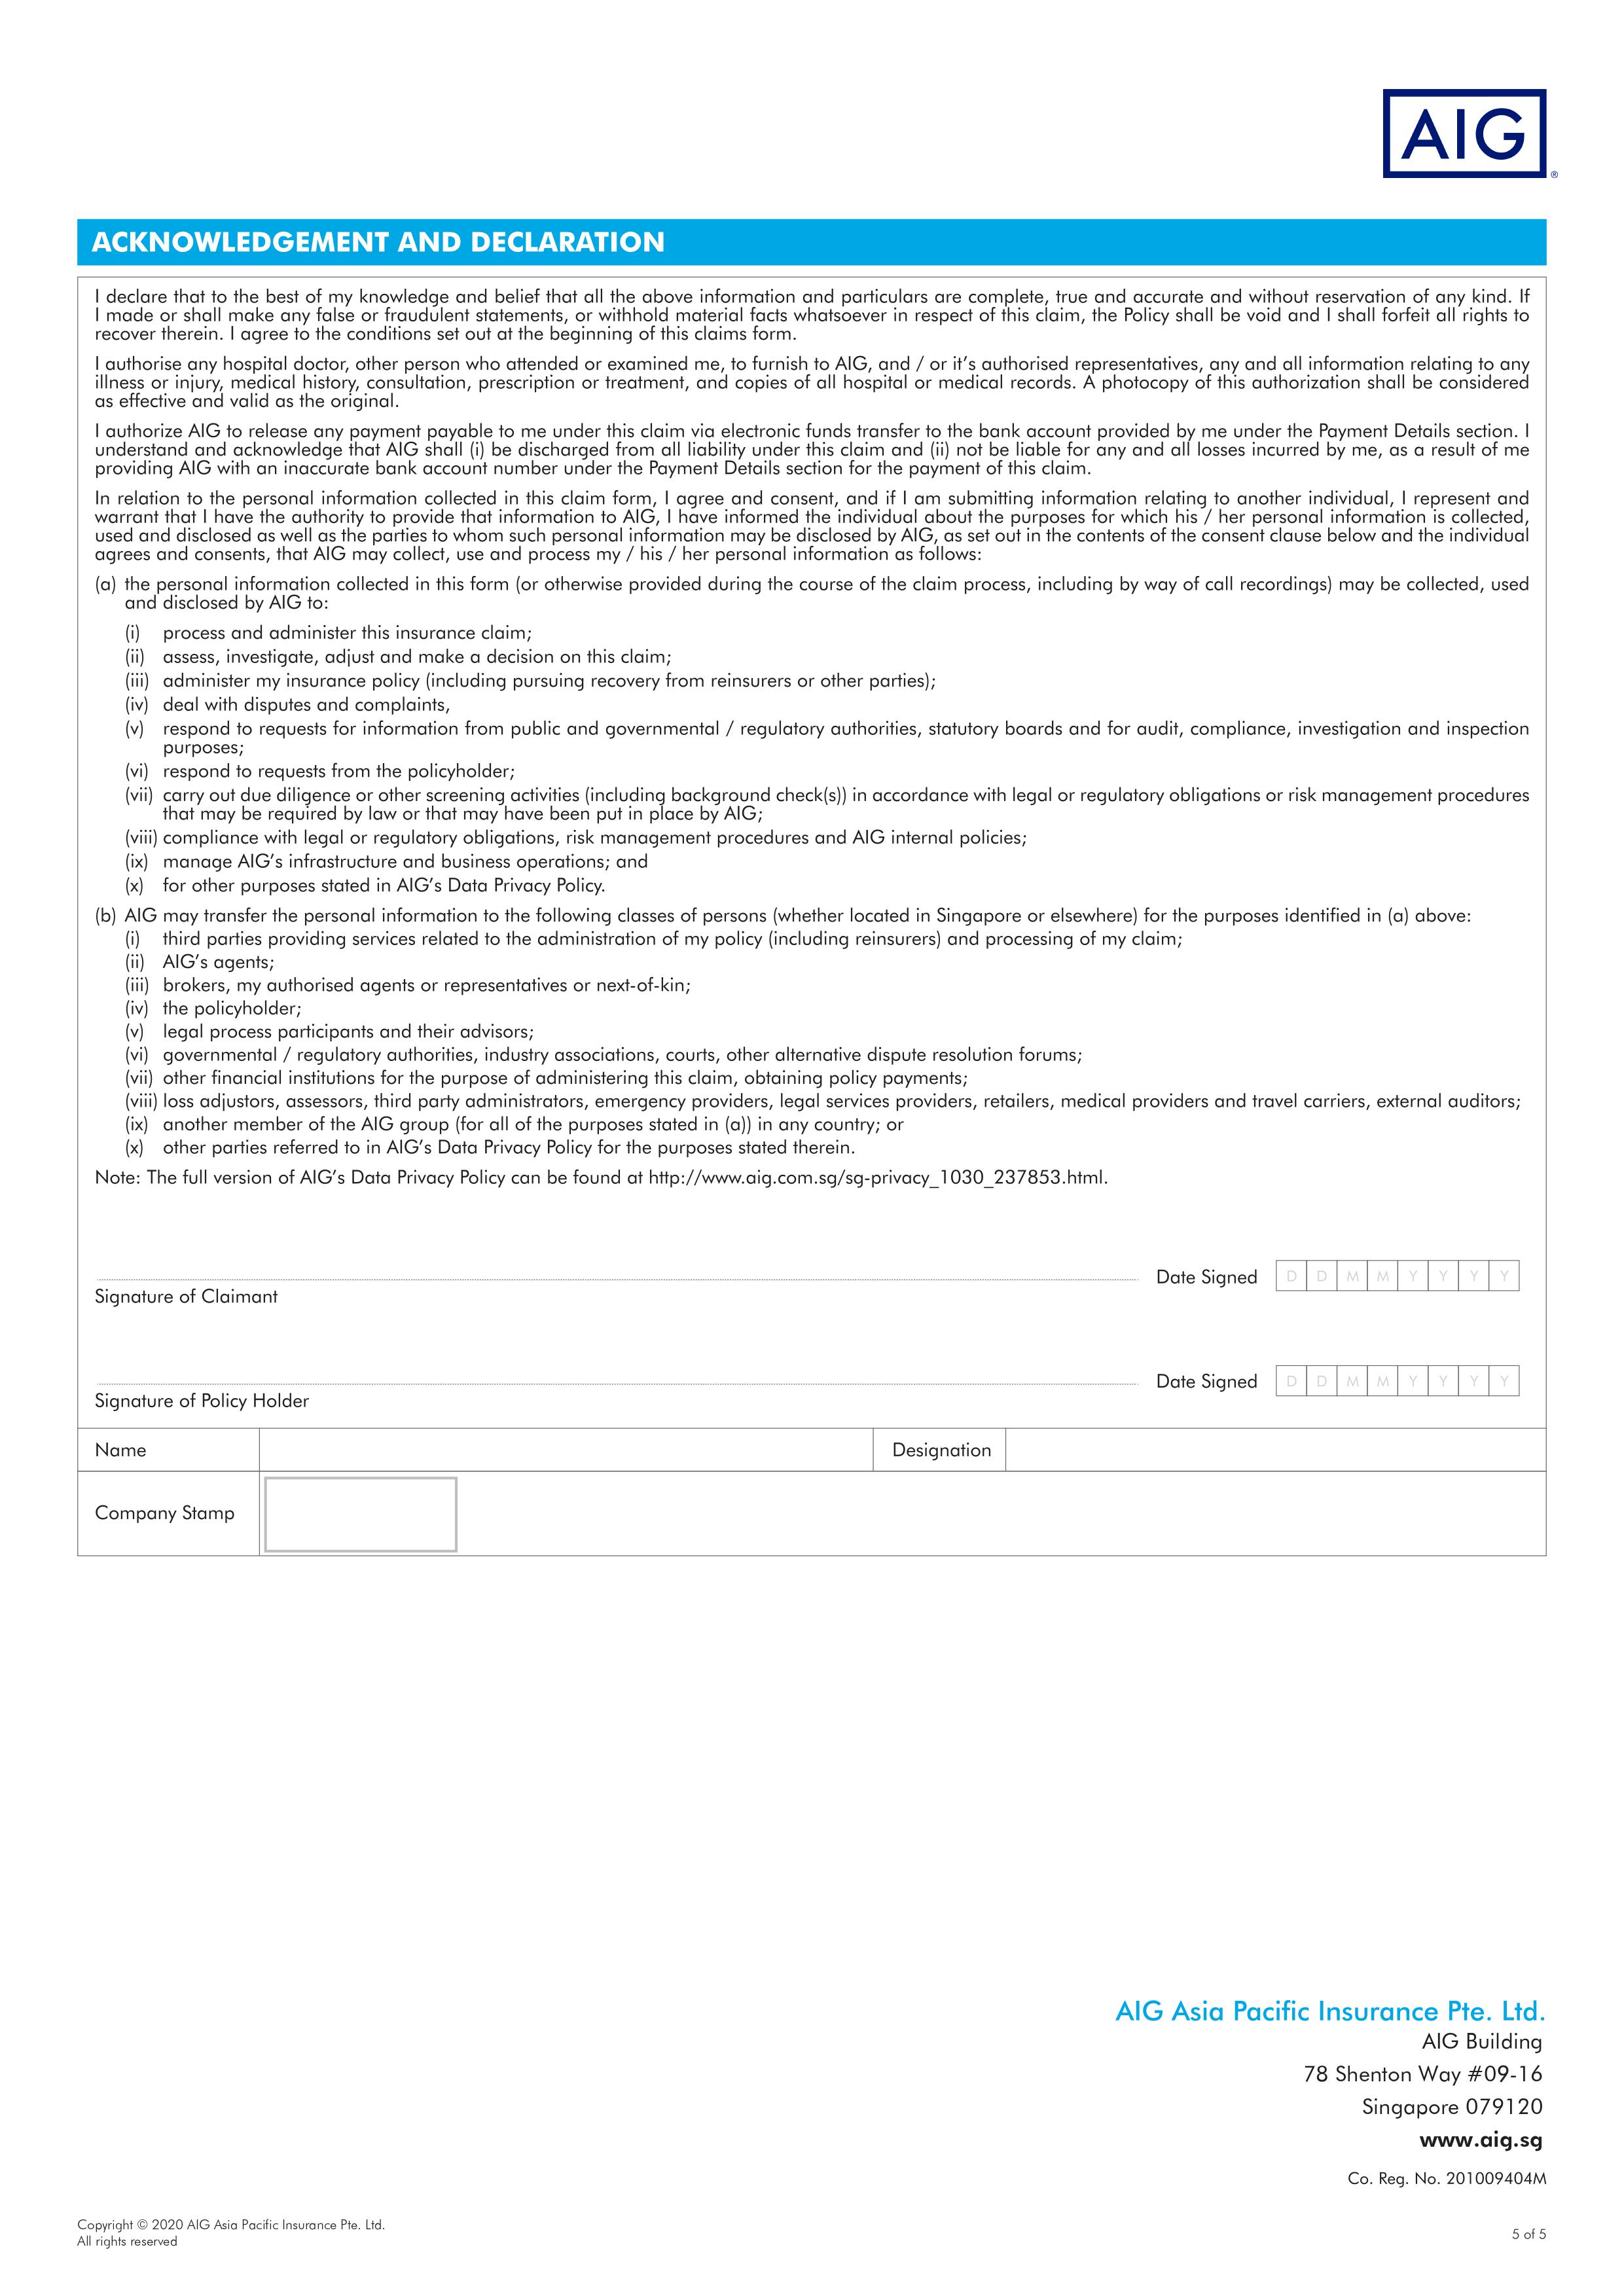 AIG®
ACKNOWLEDGEMENT AND DECLARATION
I declare that to the best of my knowledge and belief that all the above information and particulars are complete, true and accurate and without reservation of any kind. If
I made or shall make any false or fraudulent statements, or withhold material facts whatsoever in respect of this claim, the Policy shall be void and I shall forfeit all rights to
recover therein. I agree to the conditions set out at the beginning of this claims form.
I authorise any hospital doctor, other person who attended or examined me, to furnish to AIG, and / or it’s authorised representatives, any and all information relating to any
illness or injury, medical history, consultation, prescription or treatment, and copies of all hospital or medical records. A photocopy of this authorization shall be considered
as effective and valid as the original.
I authorize AIG to release any payment payable to me under this claim via electronic funds transfer to the bank account provided by me under the Payment Details section. I
understand and acknowledge that AIG shall (i) be discharged from all liability under this claim and (ii) not be liable for any and all losses incurred by me, as a result of me
providing AIG with an inaccurate bank account number under the Payment Details section for the payment of this claim.
In relation to the personal information collected in this claim form, I agree and consent, and if I am submitting information relating to another individual, I represent and
warrant that I have the authority to provide that information to AIG, I have informed the individual about the purposes for which his / her personal information is collected,
used and disclosed as well as the parties to whom such personal information may be disclosed by AIG, as set out in the contents of the consent clause below and the individual
agrees and consents, that AIG may collect, use and process my / his / her personal information as follows:
(a) the personal information collected in this form (or otherwise provided during the course of the claim process, including by way of call recordings) may be collected, used
and disclosed by AIG to:
(i) process and administer this insurance claim;
(ii) assess, investigate, adjust and make a decision on this claim;
(iii) administer my insurance policy (including pursuing recovery from reinsurers or other parties);
(iv) deal with disputes and complaints,
(v) respond to requests for information from public and governmental / regulatory authorities, statutory boards and for audit, compliance, investigation and inspection
purposes;
(vi) respond to requests from the policyholder;
(vii) carry out due diligence or other screening activities (including background check(s)) in accordance with legal or regulatory obligations or risk management procedures
that may be required by law or that may have been put in place by AIG;
(viii) compliance with legal or regulatory obligations, risk management procedures and AIG internal policies;
(ix) manage AIG’s infrastructure and business operations; and
(x) for other purposes stated in AIG’s Data Privacy Policy.
(b) AIG may transfer the personal information to the following classes of persons (whether located in Singapore or elsewhere) for the purposes identified in (a) above:
(i) third parties providing services related to the administration of my policy (including reinsurers) and processing of my claim;
(ii) AIG’s agents;
(iii) brokers, my authorised agents or representatives or next-of-kin;
(iv) the policyholder;
(v) legal process participants and their advisors;
(vi) governmental / regulatory authorities, industry associations, courts, other alternative dispute resolution forums;
(vii) other financial institutions for the purpose of administering this claim, obtaining policy payments;
(viii) loss adjustors, assessors, third party administrators, emergency providers, legal services providers, retailers, medical providers and travel carriers, external auditors;
(ix) another member of the AIG group (for all of the purposes stated in (a)) in any country; or
(x) other parties referred to in AIG’s Data Privacy Policy for the purposes stated therein.
Note: The full version of AIG’s Data Privacy Policy can be found at http://www.aig.com.sg/sg-privacy_1030_237853.html.
Date Signed D D M M Y Y Y Y
Signature of Claimant
Date Signed D D M M Y Y Y Y
Signature of Policy Holder
Name Designation
Company Stamp
AIG Asia Pacific Insurance Pte. Ltd.
AIG Building
78 Shenton Way #09-16
Singapore 079120
www.aig.sg
Co. Reg. No. 201009404M
Copyright © 2020 AIG Asia Pacific Insurance Pte. Ltd.
All rights reserved
5 of 5